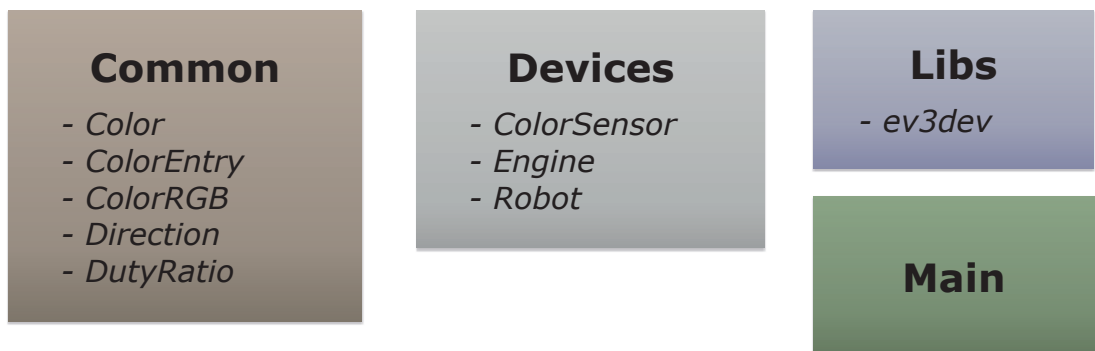 Common
- Color
- ColorEntry
- ColorRGB
- Direction
- DutyRatio
Devices
- ColorSensor
- Engine
- Robot
Libs
- ev3dev
Main